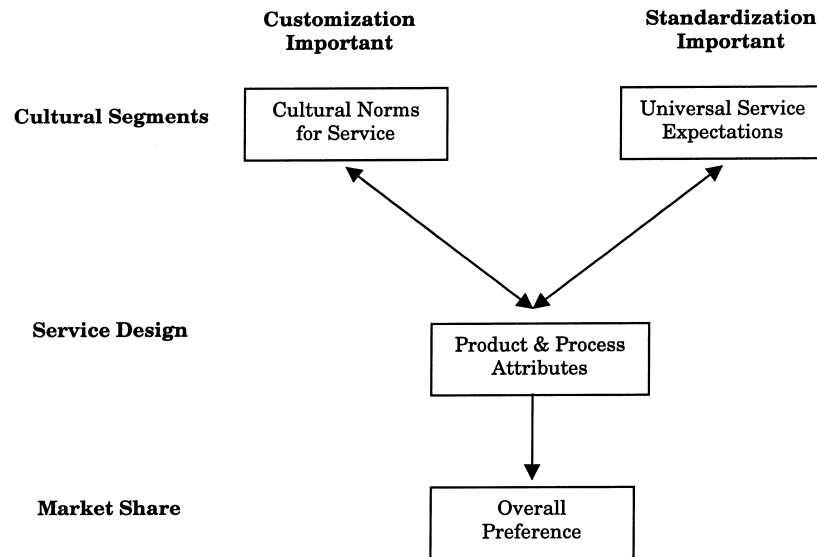 Customization
Important
Standardization
Important
Cultural Segments
Cultural Norms
for Service
Universal Service
Expectations
Service Design
Product & Process
Attributes
Market Share
Overall
Preference